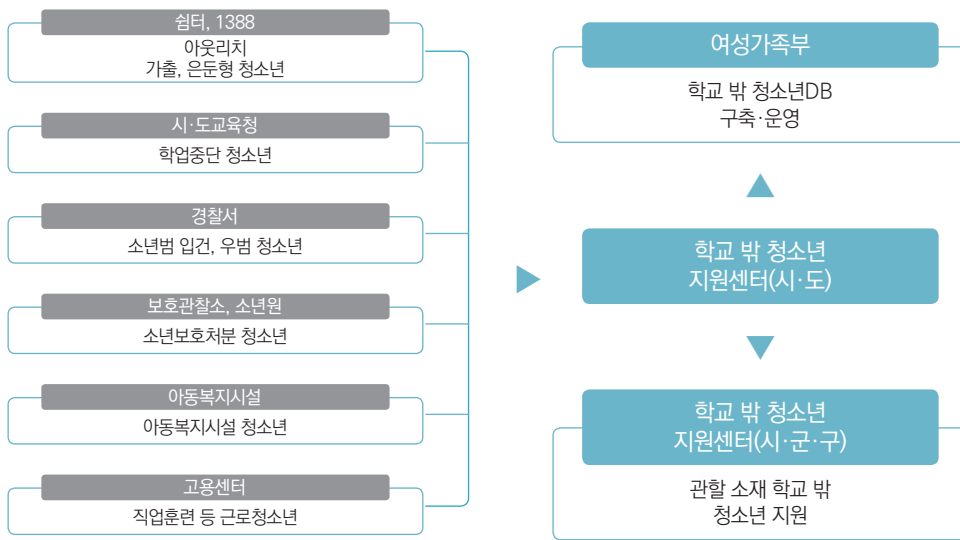 쉼터, 1388
아웃리치
가출, 은둔형 청소년
시·도교육청
학업중단 청소년
경찰서
소년범 입건, 우범 청소년
보호관찰소, 소년원
소년보호처분 청소년
아동복지시설
아동복지시설 청소년
고용센터
직업훈련 등 근로청소년
여성가족부
학교 밖 청소년DB
구축·운영
학교 밖 청소년
지원센터(시·도)
학교 밖 청소년
지원센터(시·군·구)
관할 소재 학교 밖
청소년 지원